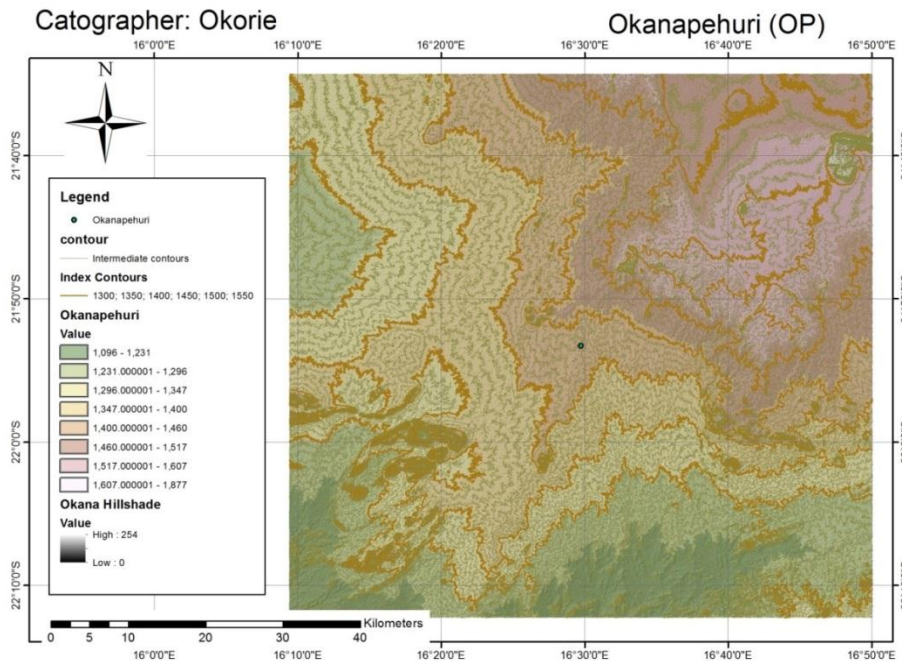 Catographer: Okorie
Okanapehuri (OP)
16°0'0"E 16°10'0"E 16°20'0"E 16°30'0"E 16°40'0"E 16°50'0"E
N
21°40'0"S
21°50'0"S
22°0'0"S
22°10'0"S
Legend
Okanapehuri
contour
Intermediate contours
Index Contours
1300; 1350; 1400; 1450; 1500; 1550
Okanapehuri
Value
1,096 - 1,231
1,231.000001 - 1,296
1,296.000001 - 1,347
1,347.000001 - 1,400
1,400.000001 - 1,460
1,460.000001 - 1,517
1,517.000001 - 1,607
1,607.000001 - 1,877
Okana Hillshade
Value
High : 254
Low : 0
Kilometers
0 5 10 20 30 40
16°0'0"E 16°10'0"E 16°20'0"E 16°30'0"E 16°40'0"E 16°50'0"E